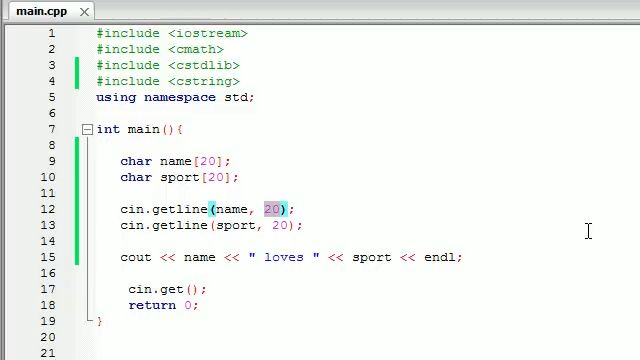 main.cpp
1 #include <iostream>
2 #include <cmath>
3 #include <cstdlib>
4 #include <cstring>
5 using namespace std;
6
7 int main(){
8
9 char name[20];
10 char sport[20];
11
12 cin.getline(name, 20);
13 cin.getline(sport, 20);
14
15 cout << name << " loves " << sport << endl;
16
17 cin.get();
18 return 0;
19 }
20
21